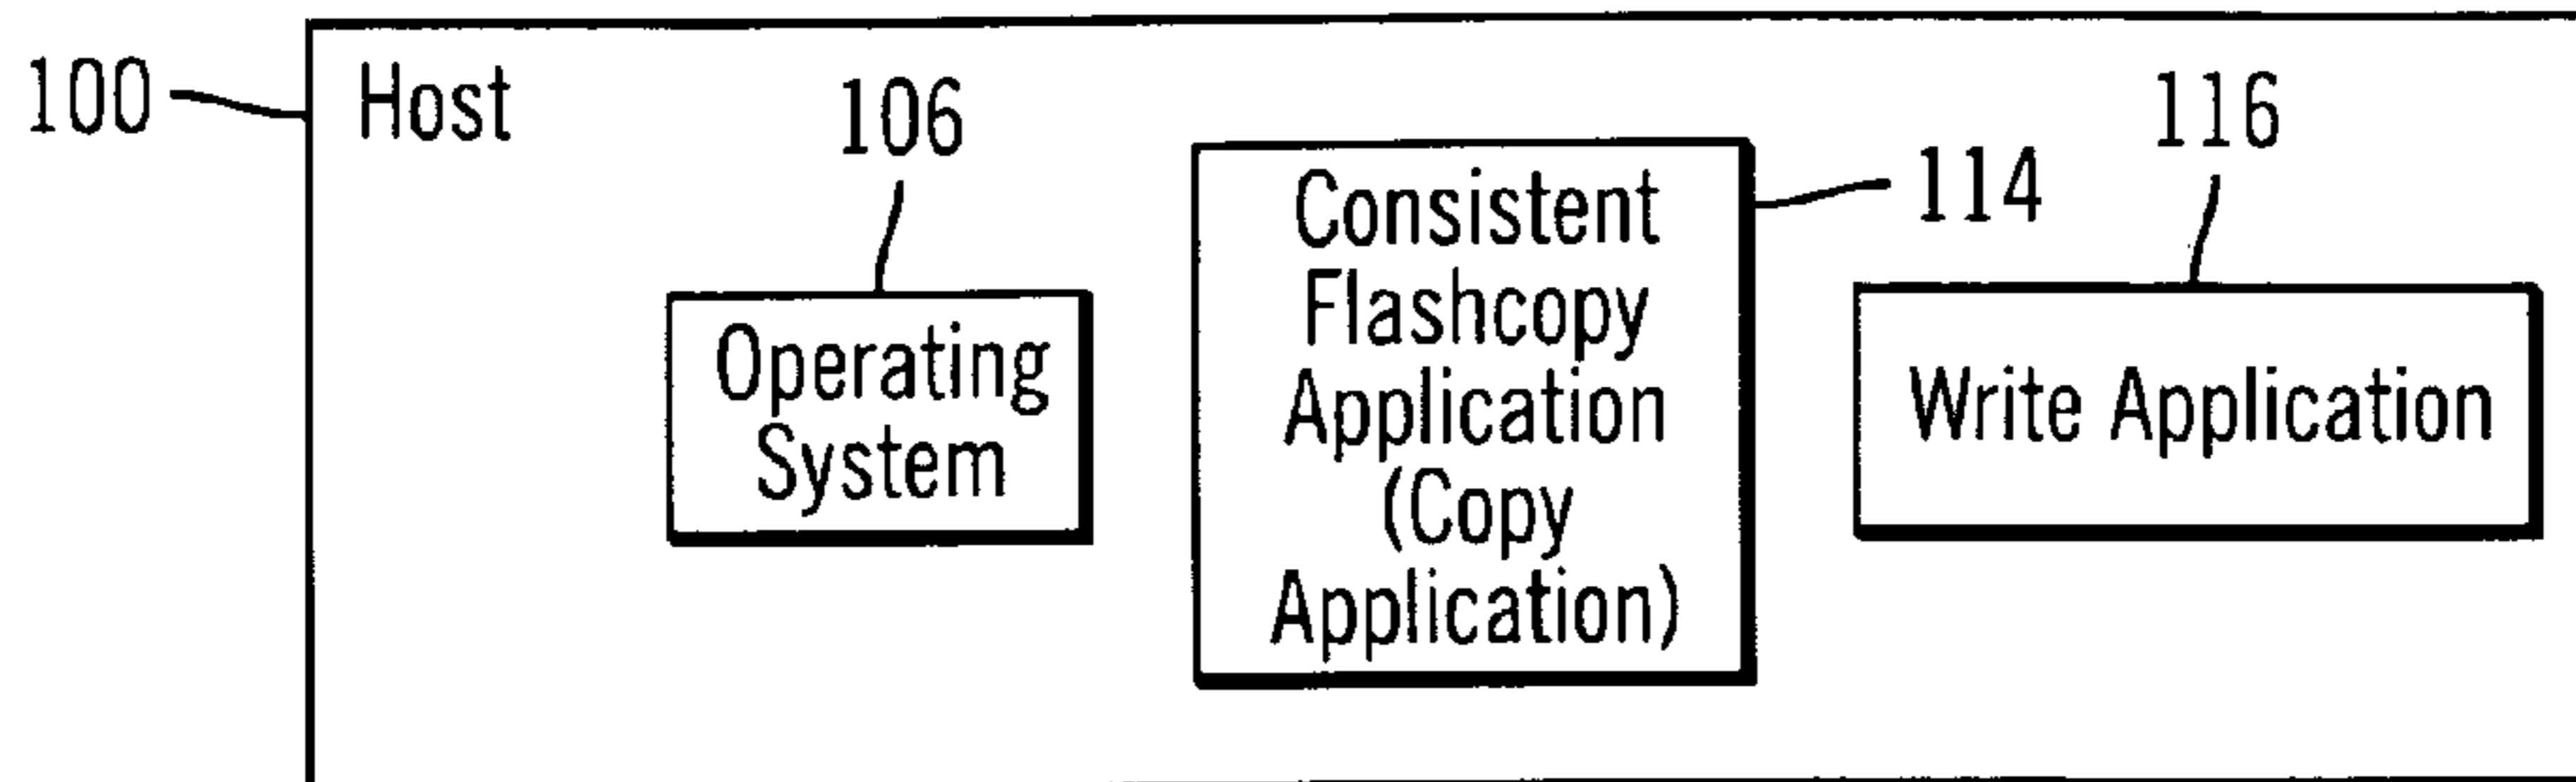 100
Host
106
Operating
System
Consistent
Flashcopy
Application
(Copy
Application)
114
116
Write Application